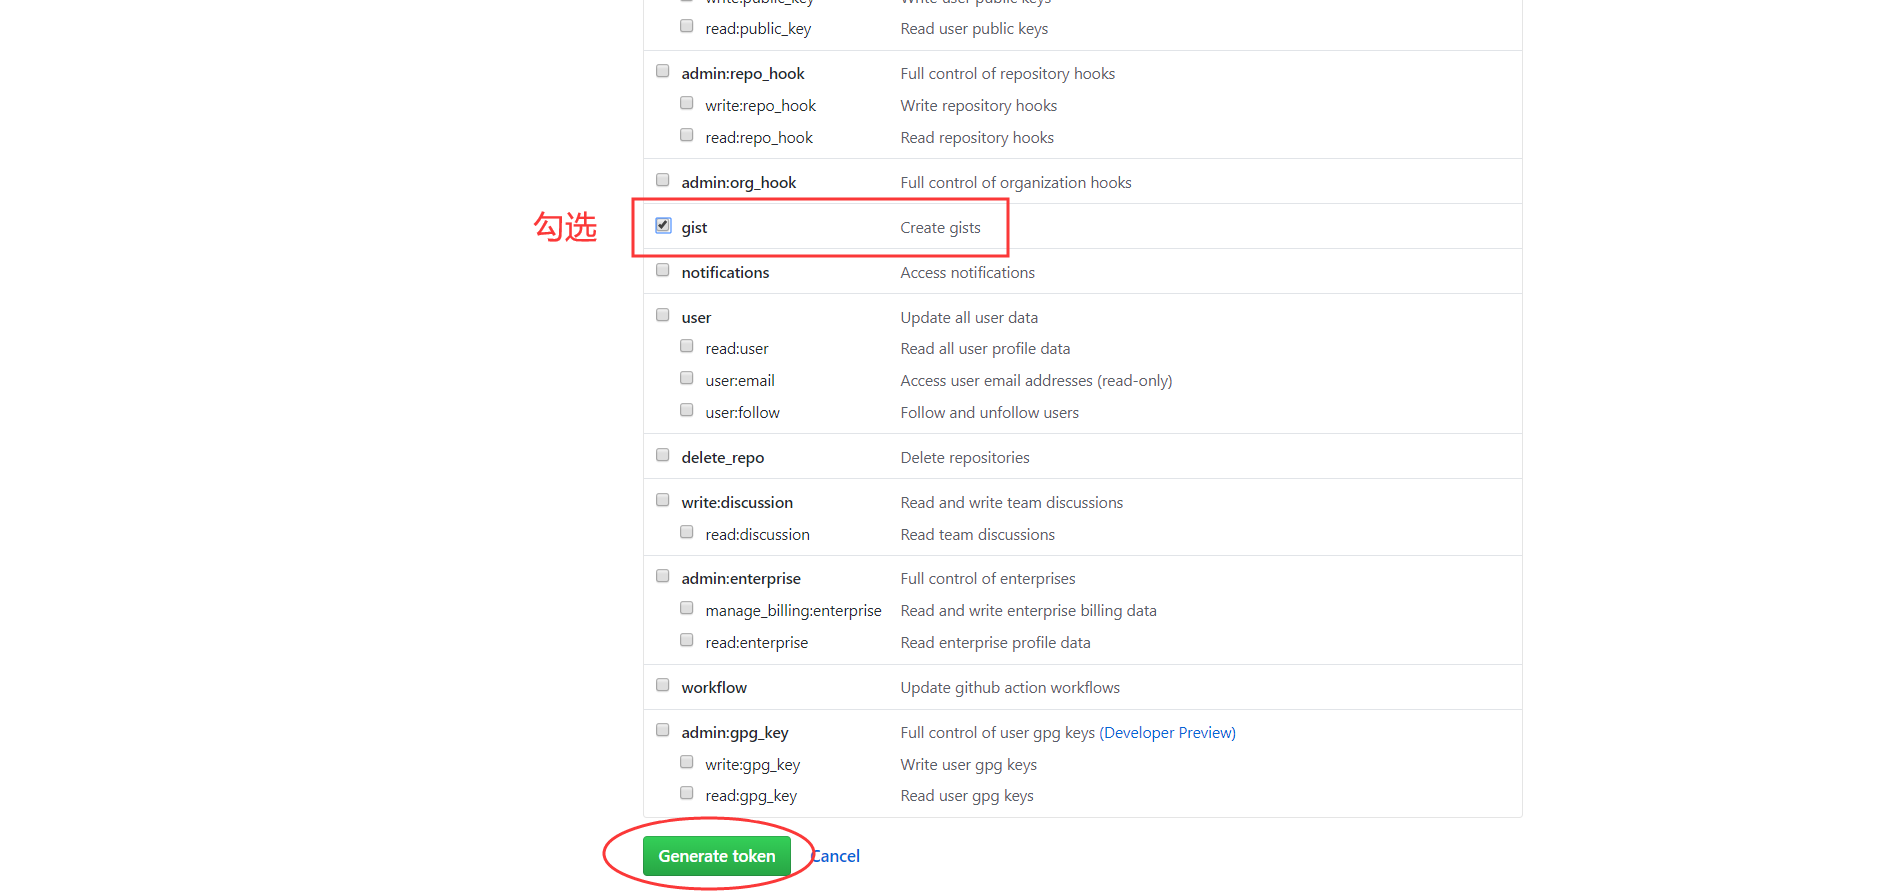 write:public_key Write user public keys
read:public_key Read user public keys
admin:repo_hook Full control of repository hooks
write:repo_hook Write repository hooks
read:repo_hook Read repository hooks
admin:org_hook Full control of organization hooks
勾选 gist Create gists
notifications Access notifications
user Update all user data
read:user Read all user profile data
user:email Access user email addresses (read-only)
user:follow Follow and unfollow users
delete_repo Delete repositories
write:discussion Read and write team discussions
read:discussion Read team discussions
admin:enterprise Full control of enterprises
manage_billing:enterprise Read and write enterprise billing data
read:enterprise Read enterprise profile data
workflow Update github action workflows
admin:gpg_key Full control of user gpg keys (Developer Preview)
write:gpg_key Write user gpg keys
read:gpg_key Read user gpg keys
Generate token Cancel